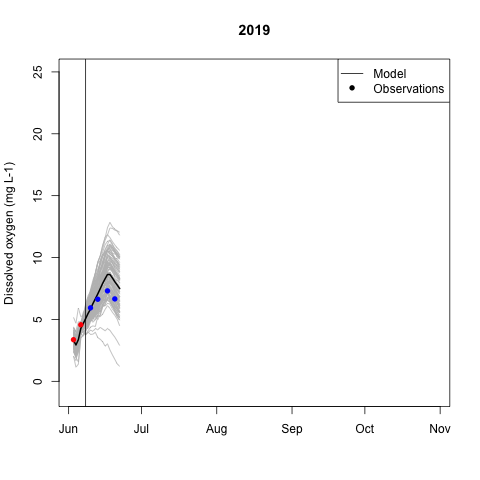 2019
Model
Observations
Dissolved oxygen (mg L-1)
25
20
15
10
5
0
Jun Jul Aug Sep Oct Nov